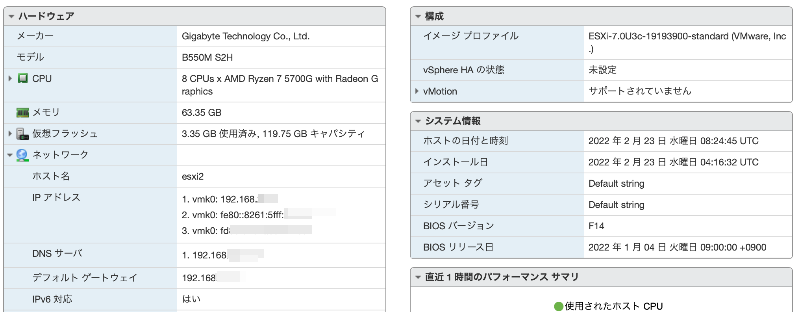 ハードウェア
メーカー Gigabyte Technology Co., Ltd.
モデル B550M S2H
CPU 8 CPUs x AMD Ryzen 7 5700G with Radeon G
raphics
メモリ 63.35 GB
仮想フラッシュ 3.35 GB 使用済み, 119.75 GB キャパシティ
ネットワーク
ホスト名 esxi2
IP アドレス 1. vmk0: 192.168.
2. vmk0: fe80::8261:5fff:
3. vmk0: fd
DNS サーバ 1. 192.168
デフォルト ゲートウェイ 192.168
IPv6 対応 はい
構成
イメージ プロファイル ESXi-7.0U3c-19193900-standard (VMware, Inc
.)
vSphere HA の状態 未設定
vMotion サポートされていません
システム情報
ホストの日付と時刻 2022 年 2 月 23 日 水曜日 08:24:45 UTC
インストール日 2022 年 2 月 23 日 水曜日 04:16:32 UTC
アセット タグ Default string
シリアル番号 Default string
BIOS バージョン F14
BIOS リリース日 2022 年 1 月 04 日 火曜日 09:00:00 +0900
直近 1 時間のパフォーマンス サマリ
使用されたホスト CPU